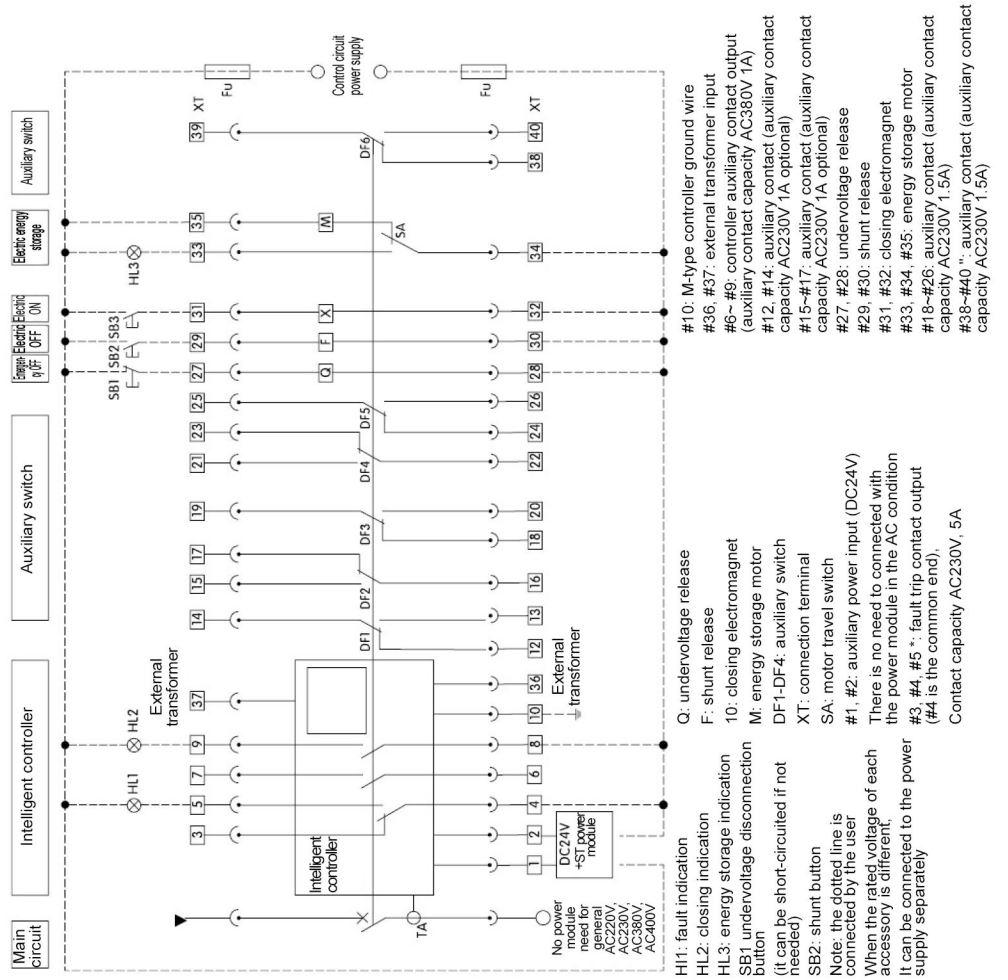 Main
circuit
Intelligent controller
Auxiliary switch
Emergen-
cy OFF
Electric
OFF
Electric
ON
Electric energy
storage
Auxiliary switch
HL1
HL2
SB1
SB2
SB3
HL3
External
transformer
3
5
7
9
37
14
15
17
19
21
23
25
27
29
31
33
35
39
XT
Fu
Intelligent
controller
TA
DF1
DF2
DF3
DF4
DF5
Q
F
X
M
SA
DF6
Control circuit
power supply
No power
module
need for
general
AC220V,
AC230V,
AC380V,
AC400V
1
2
4
6
8
10
36
12
13
16
18
20
22
24
26
28
30
32
34
38
40
XT
Fu
DC24V
+ST power
module
External
transformer
HI1: fault indication
HL2: closing indication
HL3: energy storage indication
SB1 undervoltage disconnection
button
(it can be short-circuited if not
needed)
SB2: shunt button
Note: the dotted line is
connected by the user
When the rated voltage of each
accessory is different,
It can be connected to the power
supply separately
Q: undervoltage release
F: shunt release
10: closing electromagnet
M: energy storage motor
DF1-DF4: auxiliary switch
XT: connection terminal
SA: motor travel switch
#1, #2: auxiliary power input (DC24V)
There is no need to connected with
the power module in the AC condition
#3, #4, #5 *: fault trip contact output
(#4 is the common end),
Contact capacity AC230V, 5A
#10: M-type controller ground wire
#36, #37: external transformer input
#6~ #9: controller auxiliary contact output
(auxiliary contact capacity AC380V 1A)
#12, #14: auxiliary contact (auxiliary contact
capacity AC230V 1A optional)
#15~#17: auxiliary contact (auxiliary contact
capacity AC230V 1A optional)
#27, #28: undervoltage release
#29, #30: shunt release
#31, #32: closing electromagnet
#33, #34, #35: energy storage motor
#18~#26: auxiliary contact (auxiliary contact
capacity AC230V 1.5A)
#38~#40 ": auxiliary contact (auxiliary contact
capacity AC230V 1.5A)